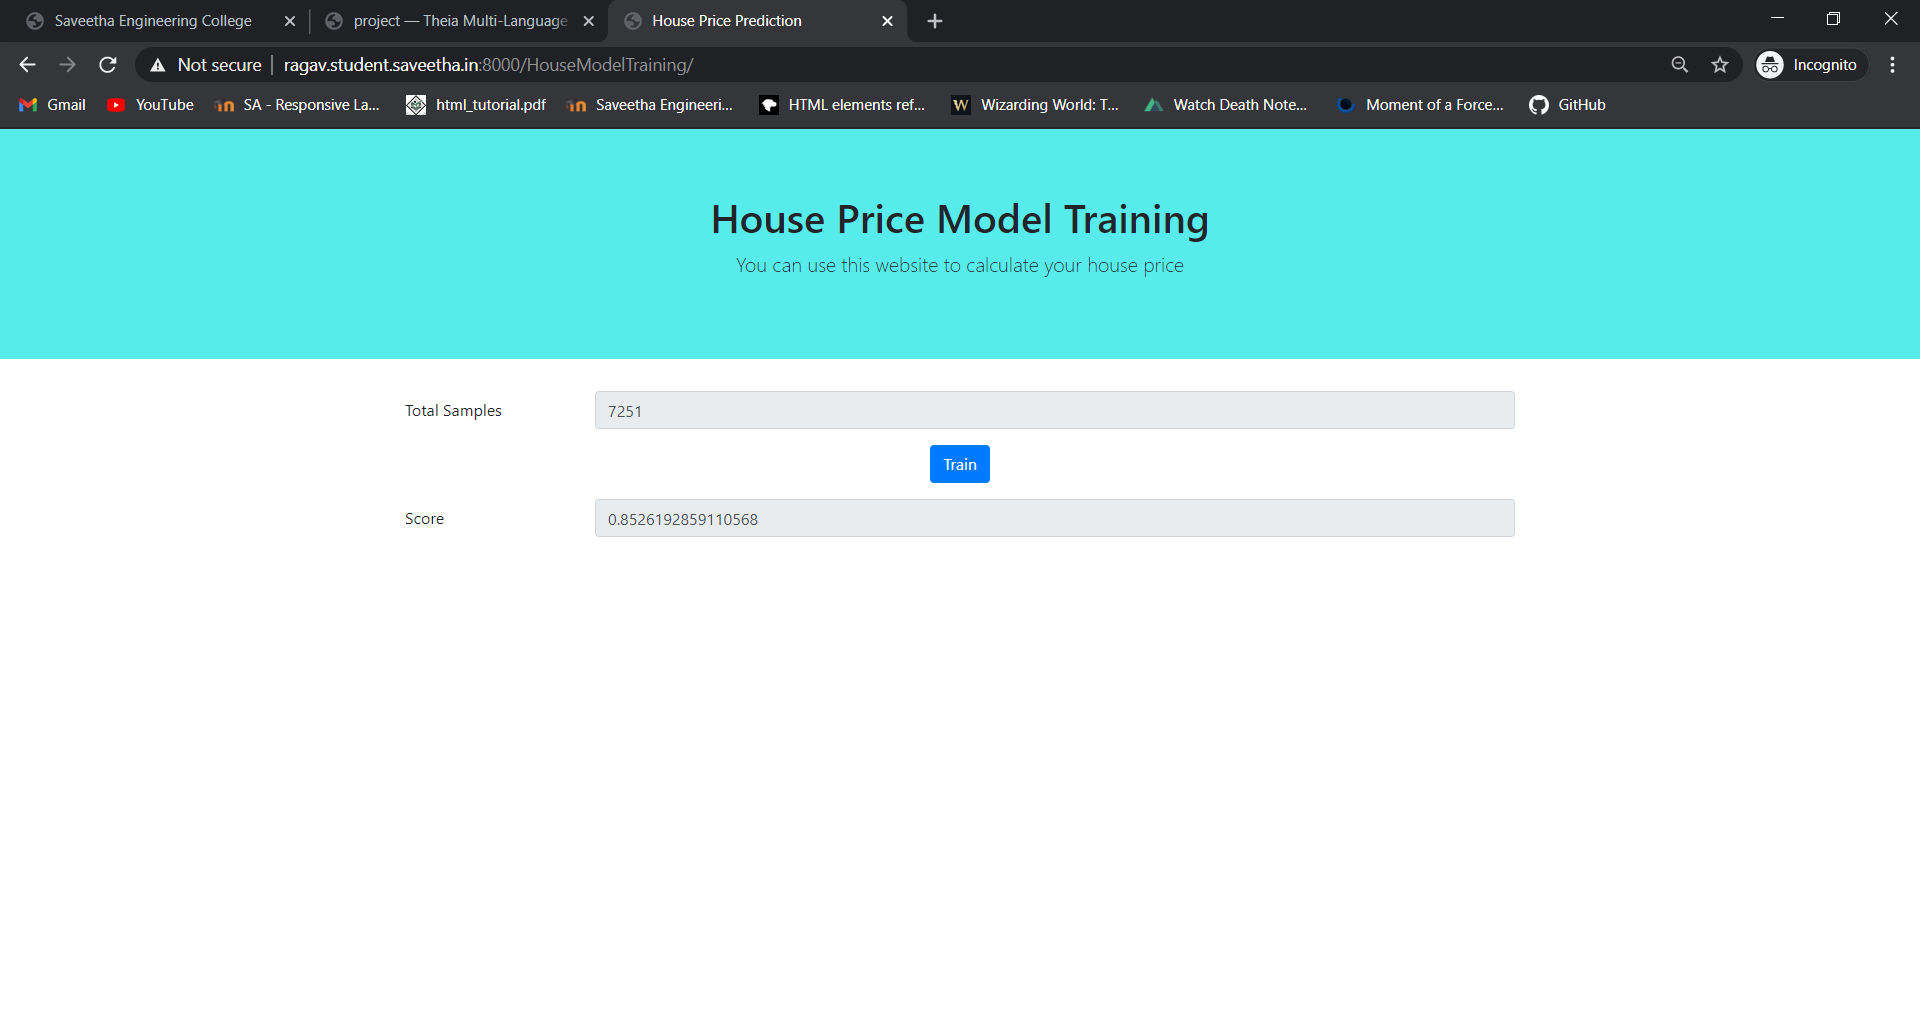 Saveetha Engineering College
project — Theia Multi-Language
House Price Prediction
Not secure
ragav.student.saveetha.in:8000/HouseModelTraining/
Incognito
Gmail
YouTube
SA - Responsive La...
html_tutorial.pdf
Saveetha Engineeri...
HTML elements ref...
W
Wizarding World: T...
Watch Death Note...
Moment of a Force...
GitHub
House Price Model Training
You can use this website to calculate your house price
Total Samples
7251
Train
Score
0.8526192859110568